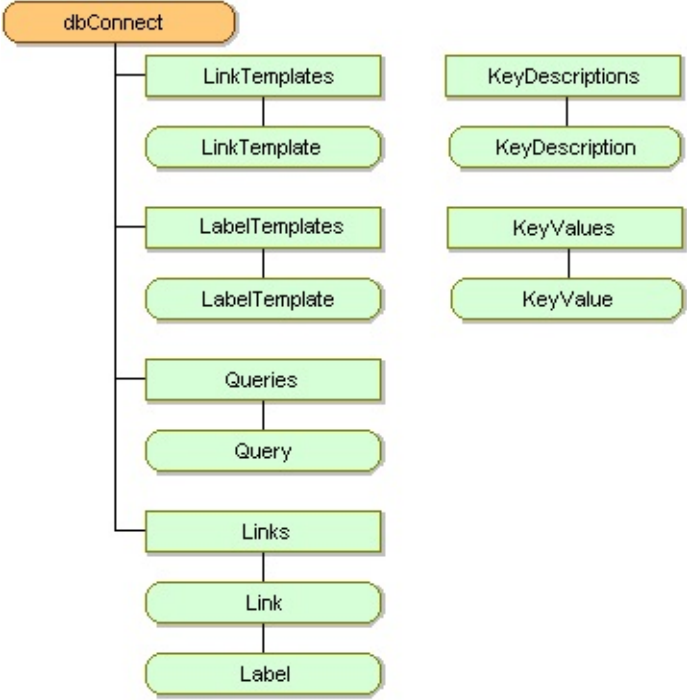 dbConnect
LinkTemplates
LinkTemplate
LabelTemplates
LabelTemplate
Queries
Query
Links
Link
Label
KeyDescriptions
KeyDescription
KeyValues
KeyValue